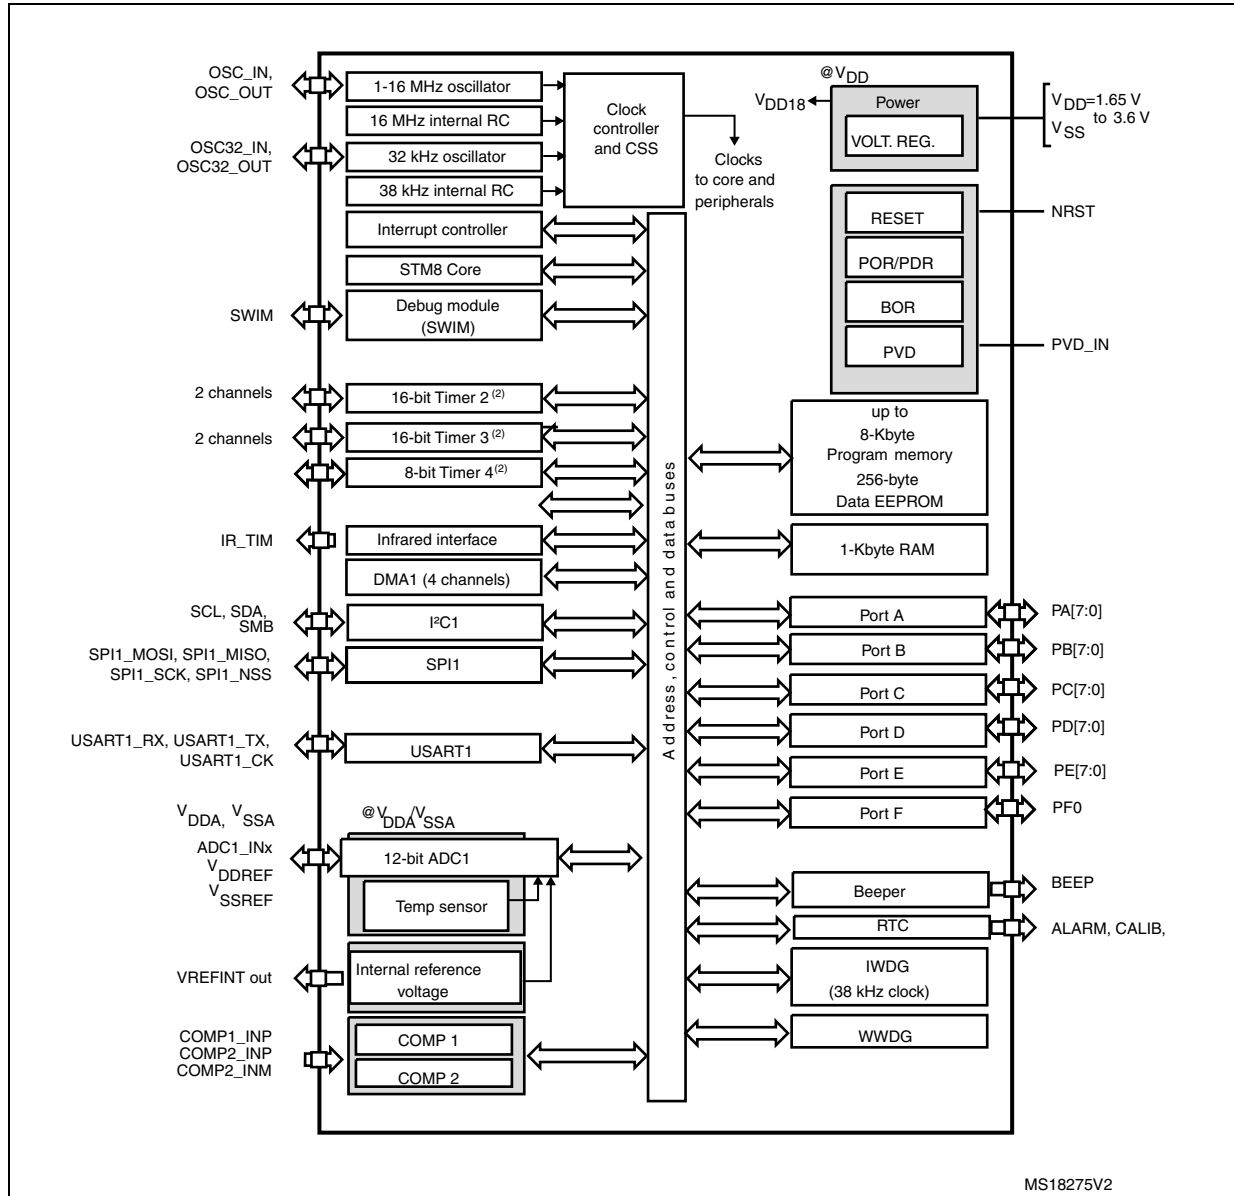 OSC_IN,
OSC_OUT
1-16 MHz oscillator
16 MHz internal RC
OSC32_IN,
OSC32_OUT
32 kHz oscillator
38 kHz internal RC
Clock
controller
and CSS
Clocks
to core and
peripherals
@VDD
VDD18
Power
VOLT. REG.
VDD=1.65 V
to 3.6 V
VSS
RESET
NRST
POR/PDR
BOR
PVD
PVD_IN
Interrupt controller
STM8 Core
SWIM
Debug module
(SWIM)
2 channels
16-bit Timer 2 (2)
2 channels
16-bit Timer 3 (2)
8-bit Timer 4(2)
IR_TIM
Infrared interface
DMA1 (4 channels)
SCL, SDA,
SMB
I²C1
SPI1_MOSI, SPI1_MISO,
SPI1_SCK, SPI1_NSS
SPI1
USART1_RX, USART1_TX,
USART1_CK
USART1
VDDA, VSSA
@VDDA/VSSA
ADC1_INx
12-bit ADC1
VDDREF
VSSREF
Temp sensor
VREFINT out
Internal reference
voltage
COMP1_INP
COMP2_INP
COMP2_INM
COMP 1
COMP 2
Address, control and data buses
up to
8-Kbyte
Program memory
256-byte
Data EEPROM
1-Kbyte RAM
Port A
PA[7:0]
Port B
PB[7:0]
Port C
PC[7:0]
Port D
PD[7:0]
Port E
PE[7:0]
Port F
PF0
Beeper
BEEP
RTC
ALARM, CALIB,
IWDG
(38 kHz clock)
WWDG
MS18275V2